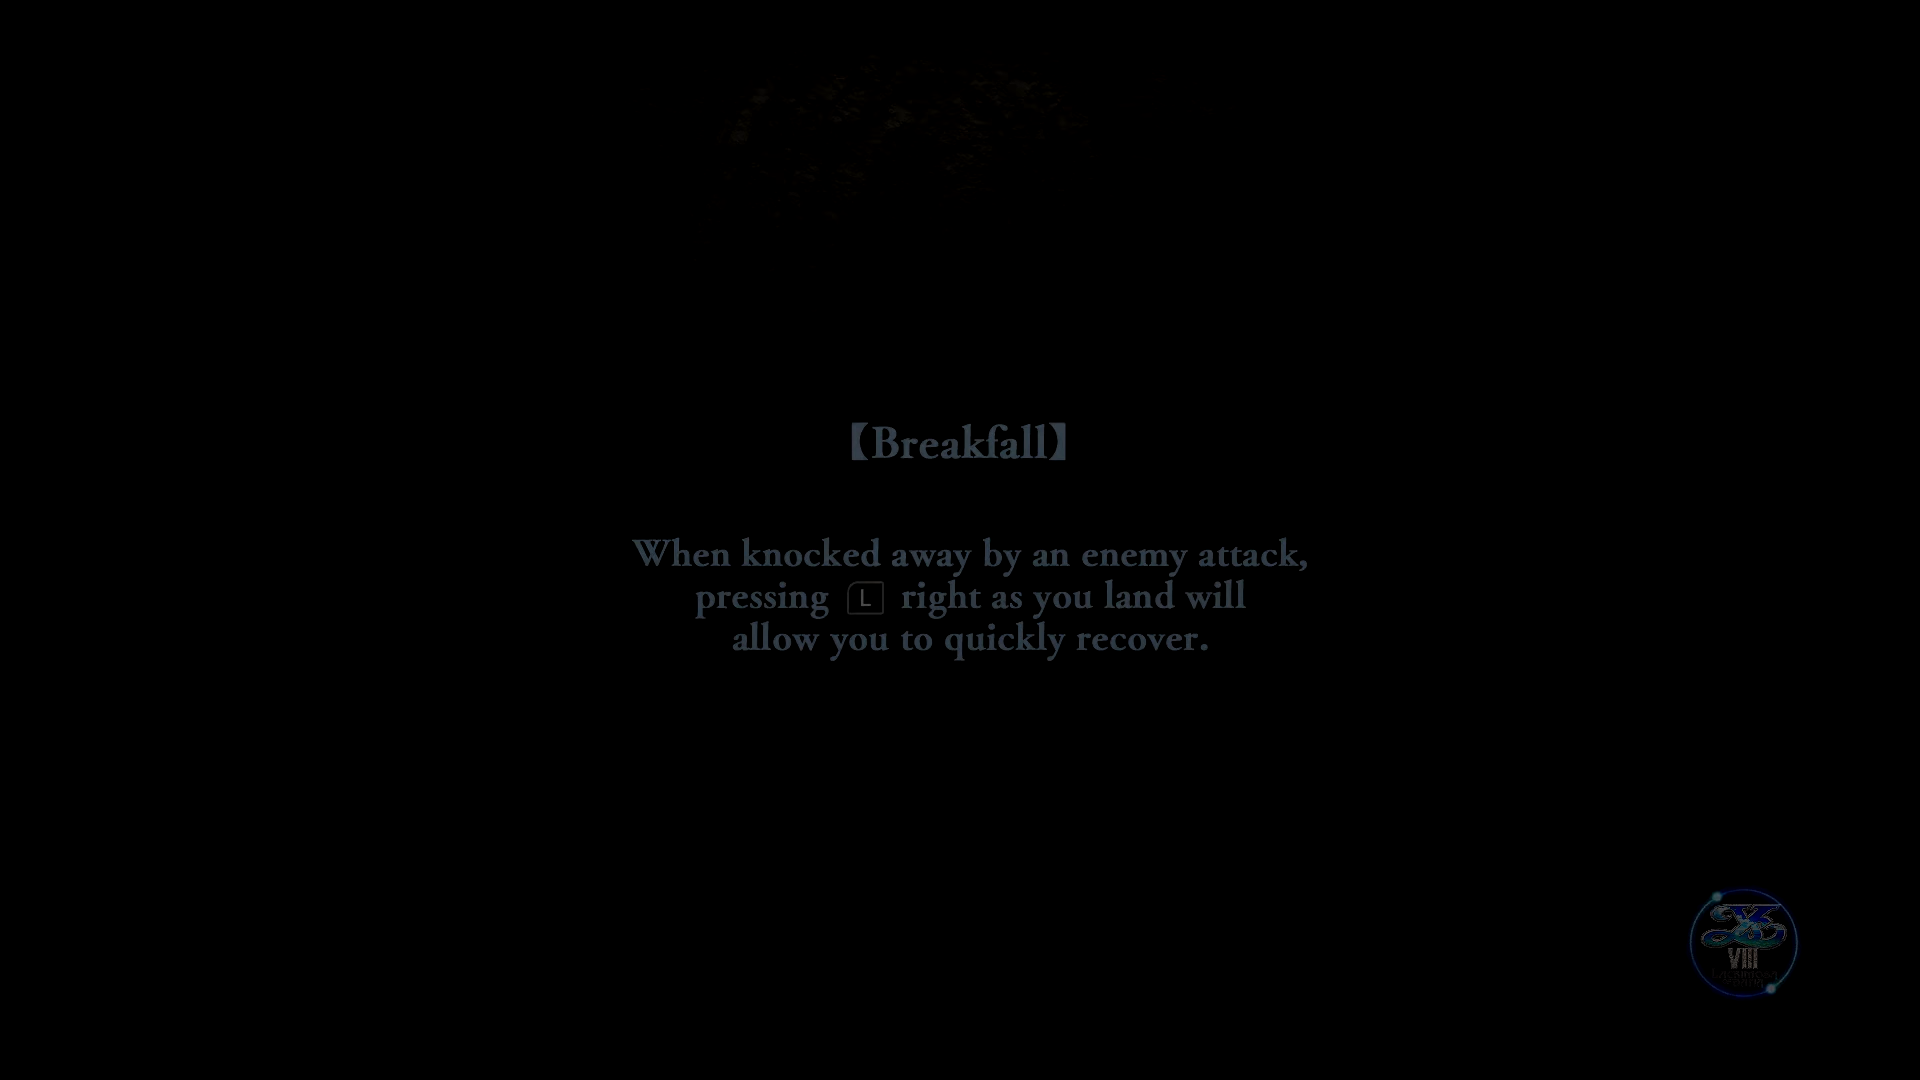 【Breakfall】
When knocked away by an enemy attack,
pressing L right as you land will
allow you to quickly recover.
Ys
VIII